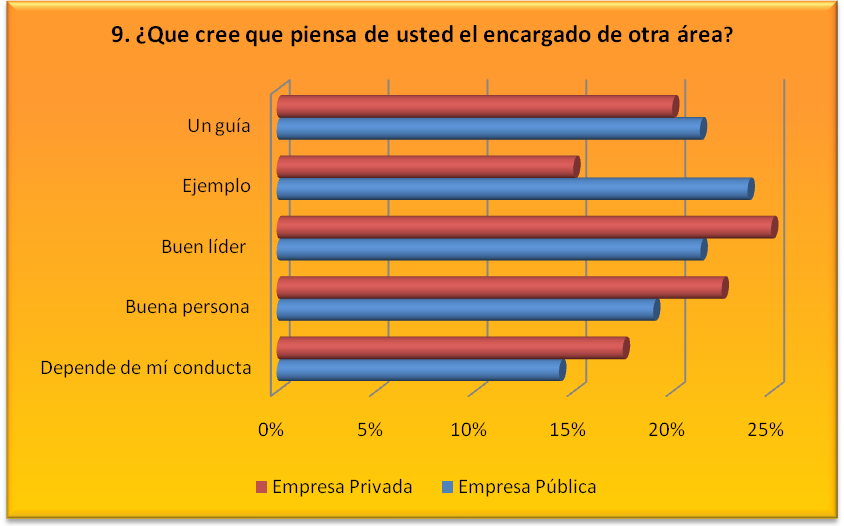 9. ¿Que cree que piensa de usted el encargado de otra área?
Un guía
Ejemplo
Buen líder
Buena persona
Depende de mí conducta
0% 5% 10% 15% 20% 25%
Empresa Privada Empresa Pública